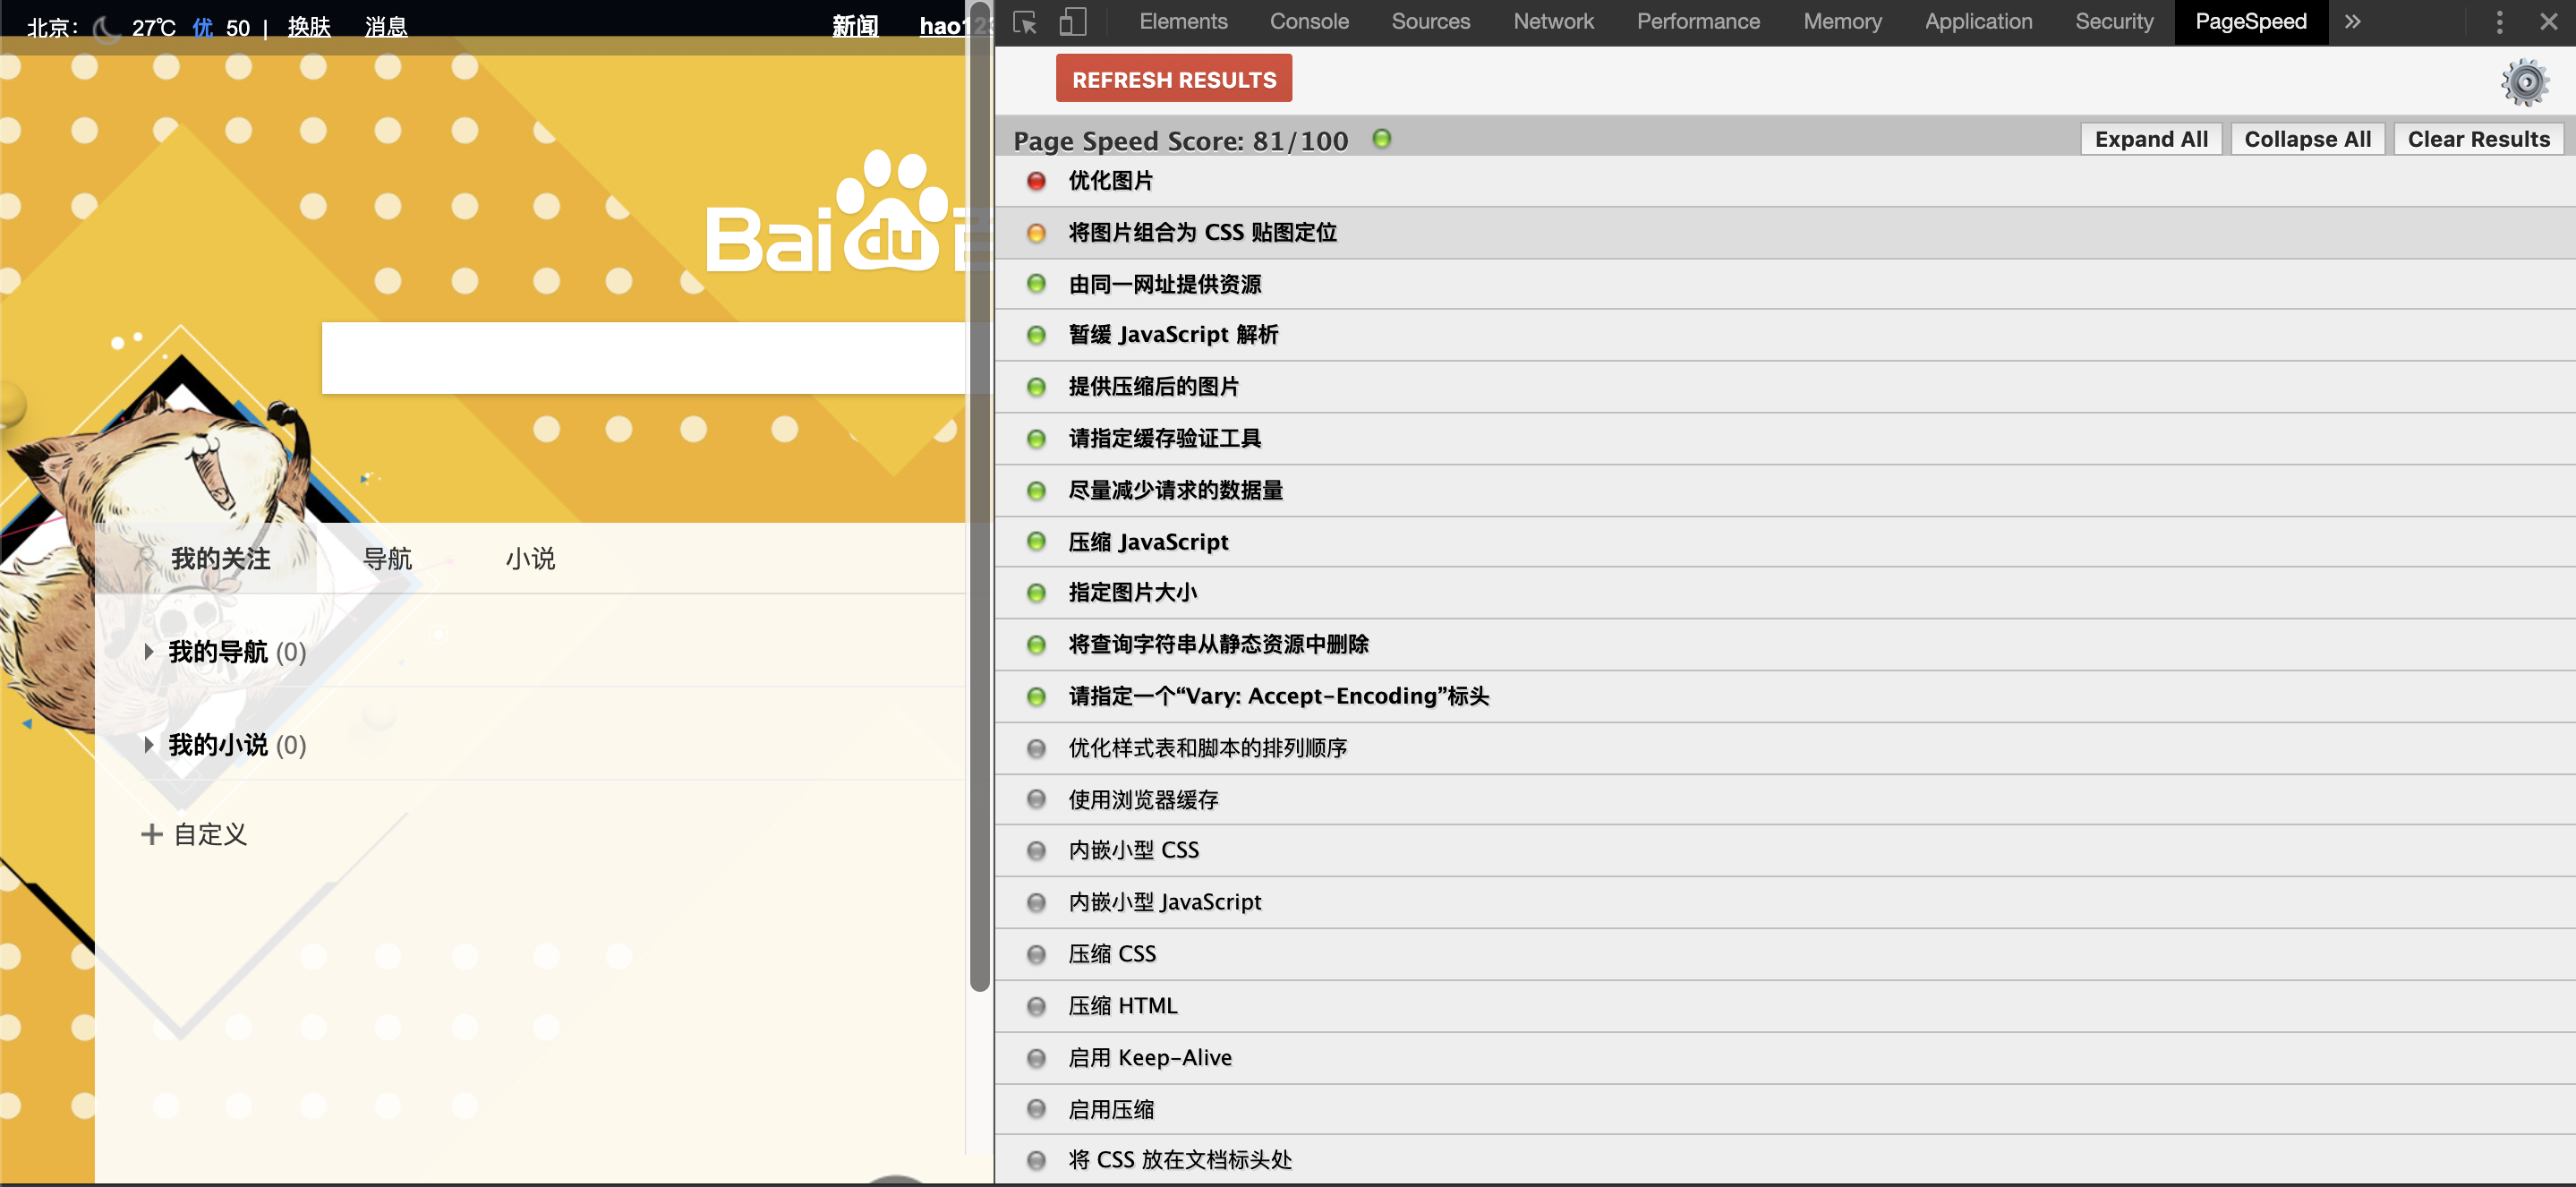 北京： 27℃ 优 50 | 换肤 消息 新闻 hao123
Bai du 百
我的关注 导航 小说
我的导航 (0)
我的小说 (0)
自定义
Elements Console Sources Network Performance Memory Application Security PageSpeed
REFRESH RESULTS
Page Speed Score: 81/100 Expand All Collapse All Clear Results
优化图片
将图片组合为 CSS 贴图定位
由同一网址提供资源
暂缓 JavaScript 解析
提供压缩后的图片
请指定缓存验证工具
尽量减少请求的数据量
压缩 JavaScript
指定图片大小
将查询字符串从静态资源中删除
请指定一个“Vary: Accept-Encoding”标头
优化样式表和脚本的排列顺序
使用浏览器缓存
内嵌小型 CSS
内嵌小型 JavaScript
压缩 CSS
压缩 HTML
启用 Keep-Alive
启用压缩
将 CSS 放在文档标头处